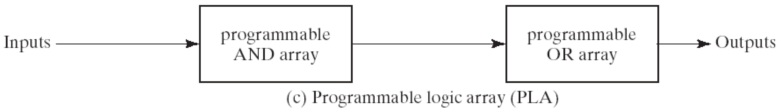 Inputs
programmable
AND array
programmable
OR array
Outputs
(c) Programmable logic array (PLA)